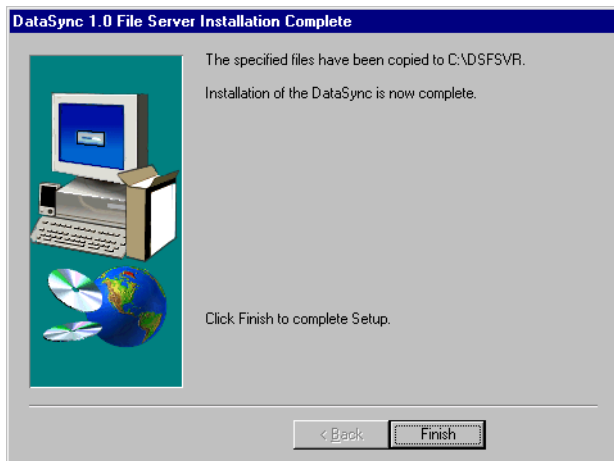 DataSync 1.0 File Server Installation Complete
The specified files have been copied to C:\DSFSVR.
Installation of the DataSync is now complete.
Click Finish to complete Setup.
< Back
Finish